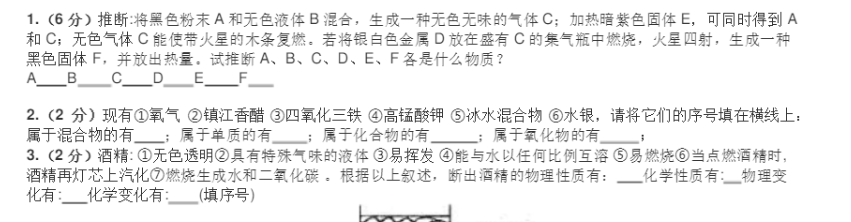 1.（6 分）推断:将黑色粉末 A 和无色液体 B 混合，生成一种无色无味的气体 C；加热暗紫色固体 E，可同时得到 A
和 C；无色气体 C 能使带火星的木条复燃。若将银白色金属 D 放在盛有 C 的集气瓶中燃烧，火星四射，生成一种
黑色固体 F，并放出热量。试推断 A、B、C、D、E、F 各是什么物质？
A___B___C___D___E___F___
2.（2 分）现有①氧气 ②镇江香醋 ③四氧化三铁 ④高锰酸钾 ⑤冰水混合物 ⑥水银，请将它们的序号填在横线上：
属于混合物的有____；属于单质的有____；属于化合物的有______；属于氧化物的有_____；
3.（2 分）酒精: ①无色透明②具有特殊气味的液体 ③易挥发 ④能与水以任何比例互溶 ⑤易燃烧⑥当点燃酒精时,
酒精再灯芯上汽化⑦燃烧生成水和二氧化碳 。根据以上叙述，断出酒精的物理性质有：___化学性质有:__物理变
化有:___化学变化有:____(填序号)